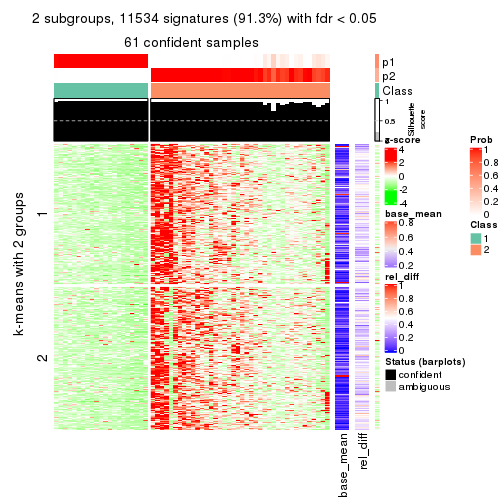 2 subgroups, 11534 signatures (91.3%) with fdr < 0.05
61 confident samples
p1
p2
Class
1
0.5
0
Silhouette
score
k-means with 2 groups
1
2
base_mean
rel_diff
z-score
4
2
0
-2
-4
base_mean
0.8
0.6
0.4
0.2
rel_diff
1
0.8
0.6
0.4
0.2
0
Status (barplots)
confident
ambiguous
Prob
1
0.8
0.6
0.4
0.2
0
Class
1
2